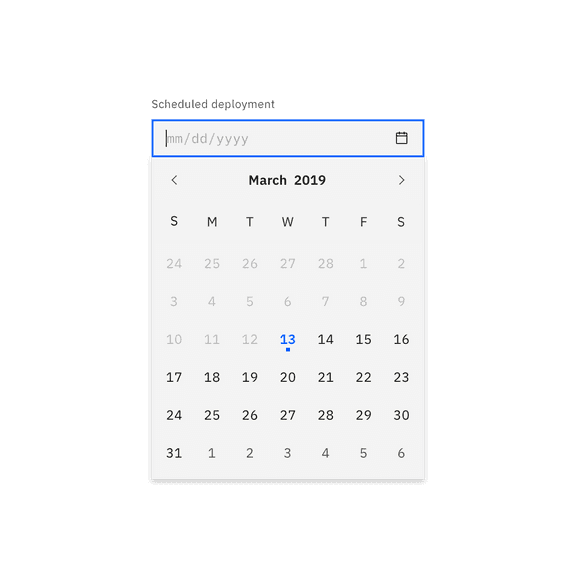 Scheduled deployment
mm/dd/yyyy
March 2019
S M T W T F S
24 25 26 27 28 1 2
3 4 5 6 7 8 9
10 11 12 13 14 15 16
17 18 19 20 21 22 23
24 25 26 27 28 29 30
31 1 2 3 4 5 6